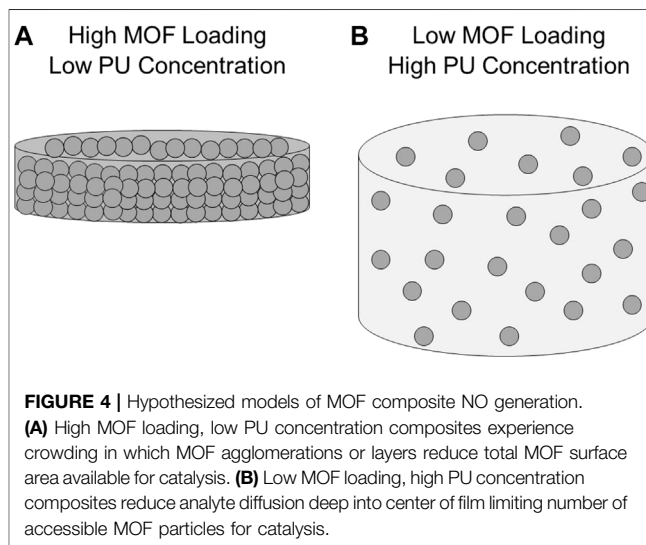 A High MOF Loading
Low PU Concentration
B Low MOF Loading
High PU Concentration
FIGURE 4 | Hypothesized models of MOF composite NO generation.
(A) High MOF loading, low PU concentration composites experience
crowding in which MOF agglomerations or layers reduce total MOF surface
area available for catalysis. (B) Low MOF loading, high PU concentration
composites reduce analyte diffusion deep into center of film limiting number of
accessible MOF particles for catalysis.